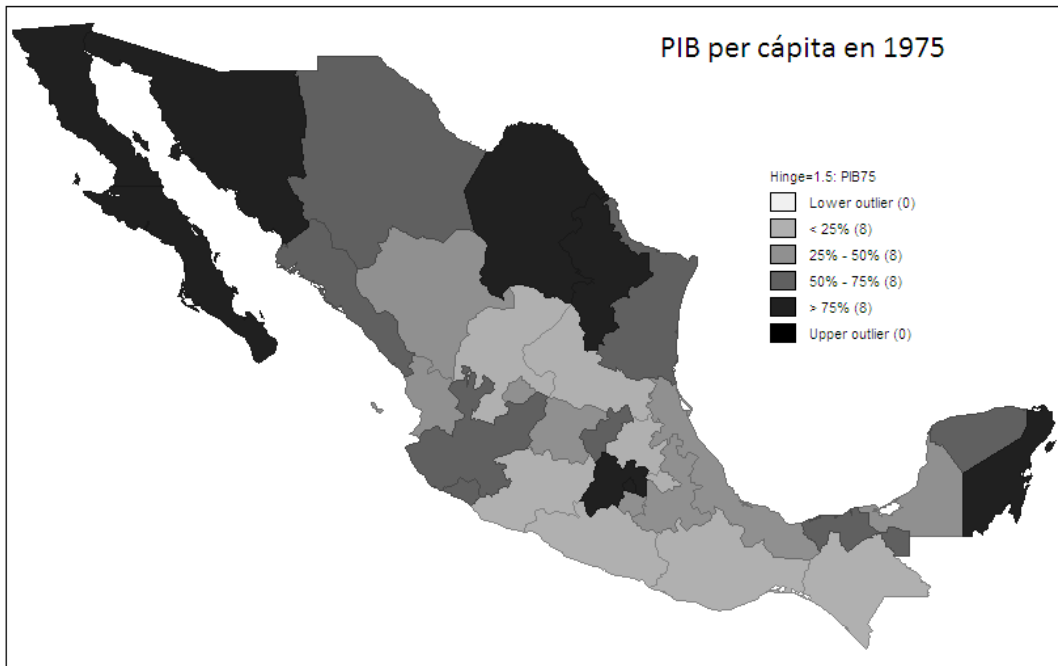 PIB per cápita en 1975
Hinge=1.5: PIB75
Lower outlier (0)
< 25% (8)
25% - 50% (8)
50% - 75% (8)
> 75% (8)
Upper outlier (0)